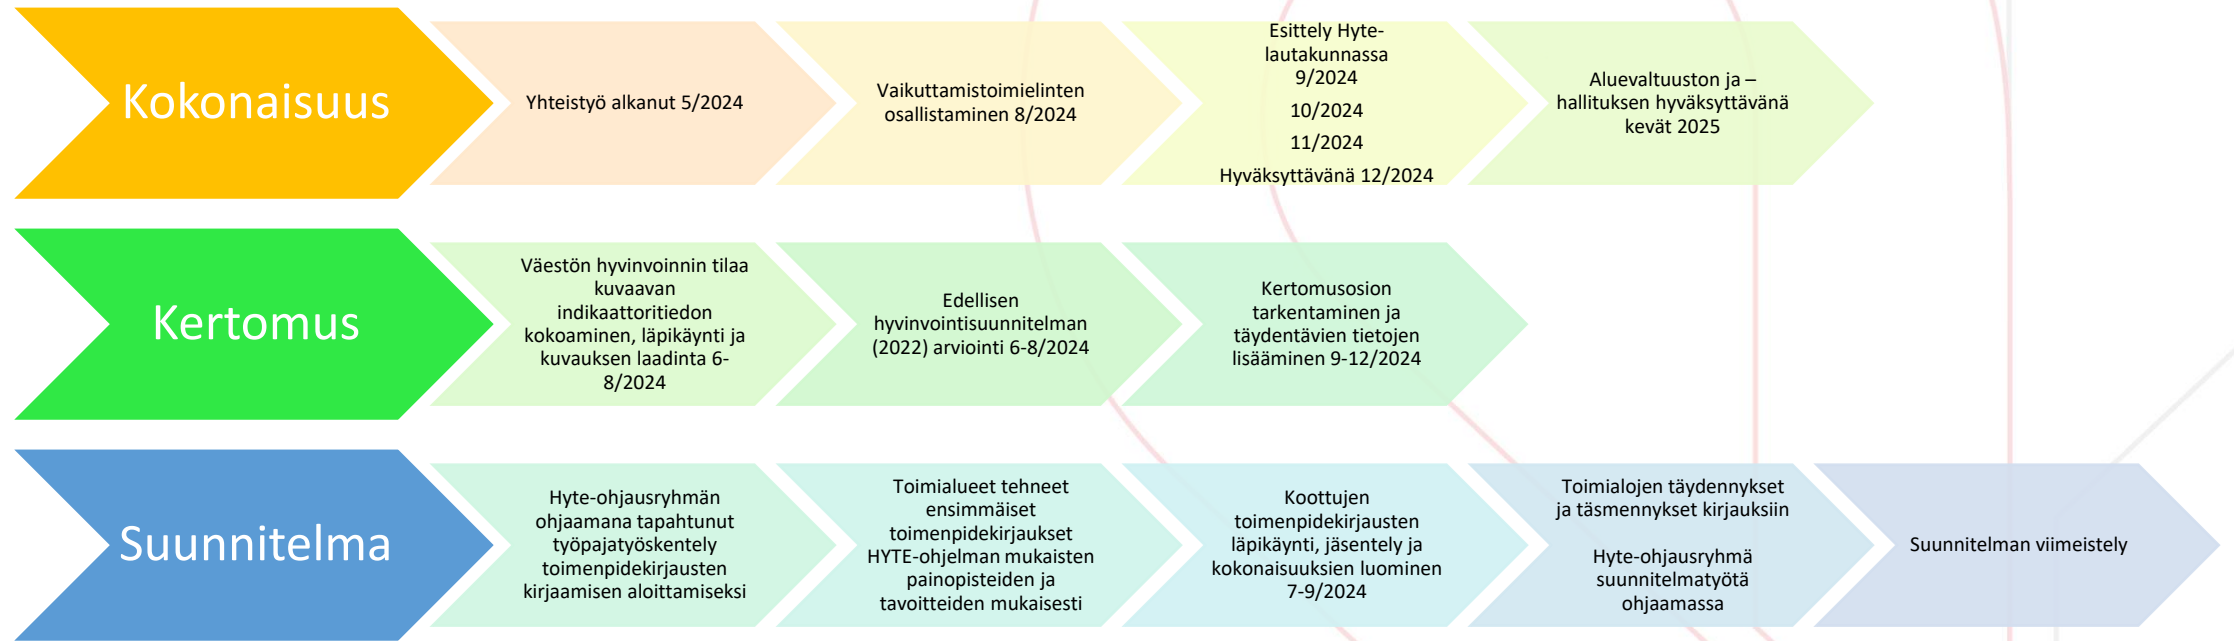 Kokonaisuus
Yhteistyö alkanut 5/2024
Vaikuttamistoimielinten
osallistaminen 8/2024
Esittely Hyte-
lautakunnassa
9/2024
10/2024
11/2024
Hyväksyttävänä 12/2024
Aluevaltuuston ja –
hallituksen hyväksyttävänä
kevät 2025
Kertomus
Väestön hyvinvoinnin tilaa
kuvaavan
indikaattoritiedon
kokoaminen, läpikäynti ja
kuvauksen laadinta 6-
8/2024
Edellisen
hyvinvointisuunnitelman
(2022) arviointi 6-8/2024
Kertomusosion
tarkentaminen ja
täydentävien tietojen
lisääminen 9-12/2024
Suunnitelma
Hyte-ohjausryhmän
ohjaamana tapahtunut
työpajatyöskentely
toimenpidekirjausten
kirjaamisen aloittamiseksi
Toimialueet tehneet
ensimmäiset
toimenpidekirjaukset
HYTE-ohjelman mukaisten
painopisteiden ja
tavoitteiden mukaisesti
Koottujen
toimenpidekirjausten
läpikäynti, jäsentely ja
kokonaisuuksien luominen
7-9/2024
Toimialojen täydennykset
ja täsmennykset kirjauksiin
Hyte-ohjausryhmä
suunnitelmatyötä
ohjaamassa
Suunnitelman viimeistely